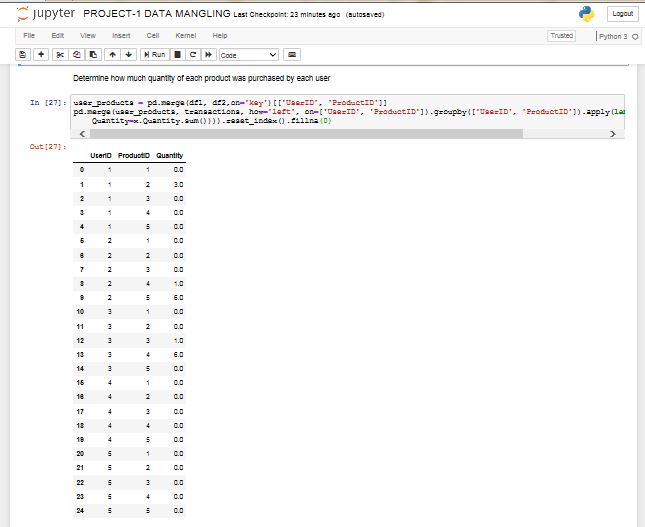 jupyter PROJECT-1 DATA MANGLING Last Checkpoint: 23 minutes ago (autosaved) Logout
File Edit View Insert Cell Kernel Help Trusted Python 3
Run Code
Determine how much quantity of each product was purchased by each user
In [27]: user_products = pd.merge(df1, df2,on='key')[['UserID', 'ProductID']]
pd.merge(user_products, transactions, how='left', on=['UserID', 'ProductID']).groupby(['UserID', 'ProductID']).apply(la
Quantity=x.Quantity.sum()))).reset_index().fillna(0)
Out[27]:
UserID ProductID Quantity
0 1 1 0.0
1 1 2 3.0
2 1 3 0.0
3 1 4 0.0
4 1 5 0.0
5 2 1 0.0
6 2 2 0.0
7 2 3 0.0
8 2 4 1.0
9 2 5 6.0
10 3 1 0.0
11 3 2 0.0
12 3 3 1.0
13 3 4 6.0
14 3 5 0.0
15 4 1 0.0
16 4 2 0.0
17 4 3 0.0
18 4 4 0.0
19 4 5 0.0
20 5 1 0.0
21 5 2 0.0
22 5 3 0.0
23 5 4 0.0
24 5 5 0.0